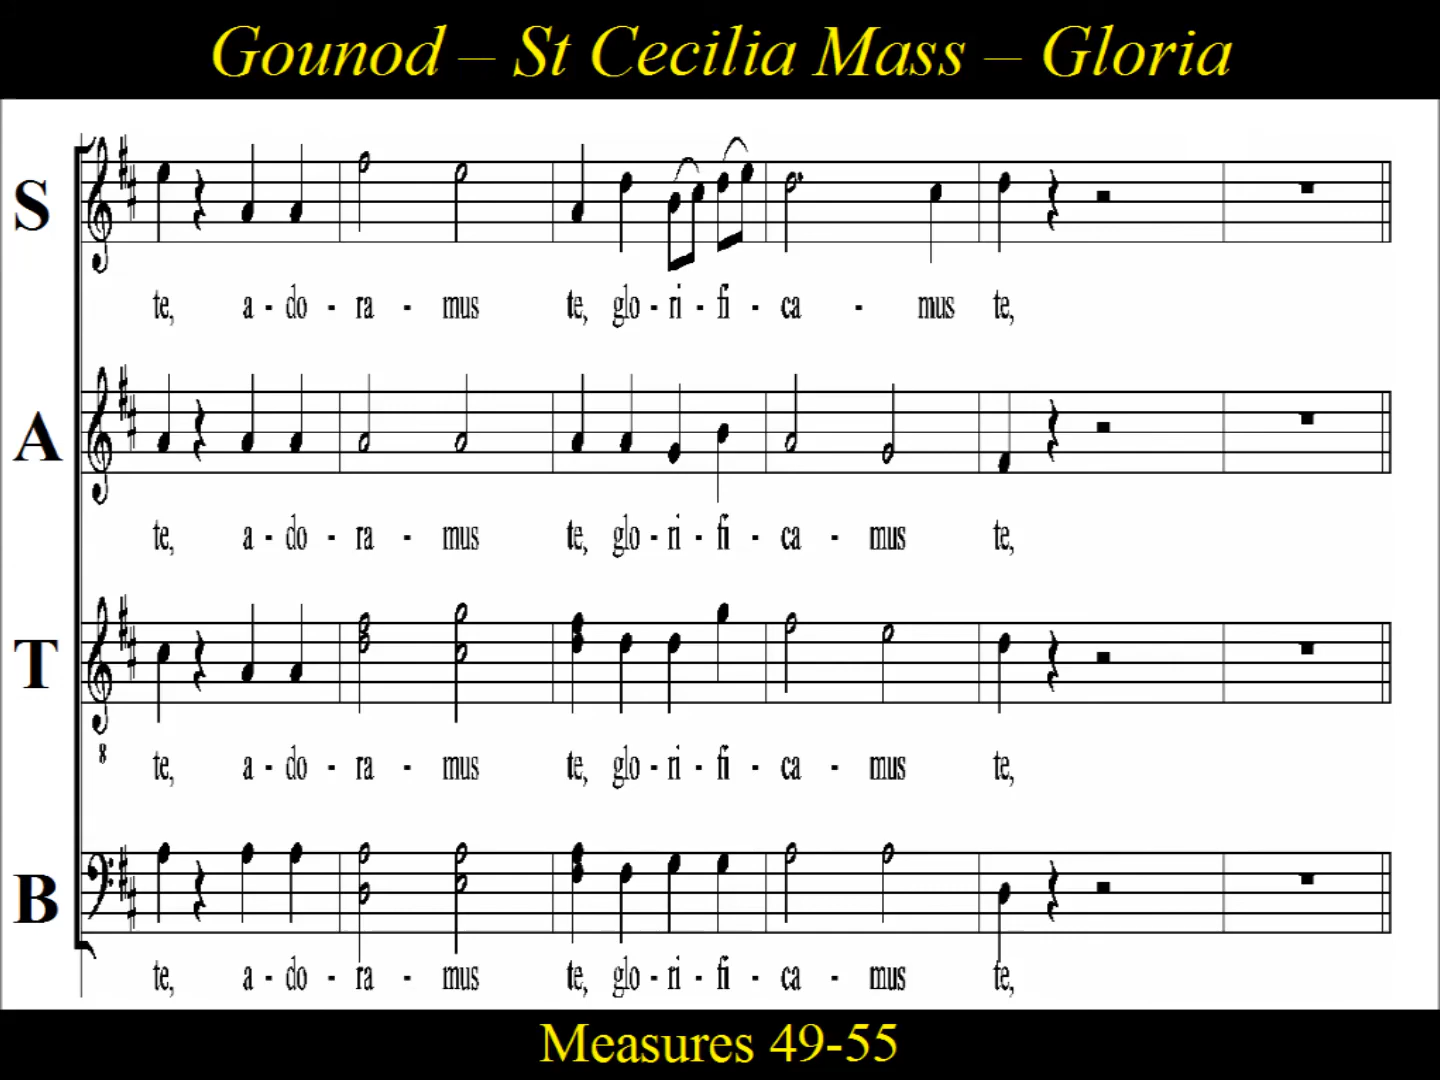 Gounod – St Cecilia Mass – Gloria
S
te, a - do - ra - mus te, glo - ri - fi - ca - mus te,
A
te, a - do - ra - mus te, glo - ri - fi - ca - mus te,
T
8
te, a - do - ra - mus te, glo - ri - fi - ca - mus te,
B
te, a - do - ra - mus te, glo - ri - fi - ca - mus te,
Measures 49-55